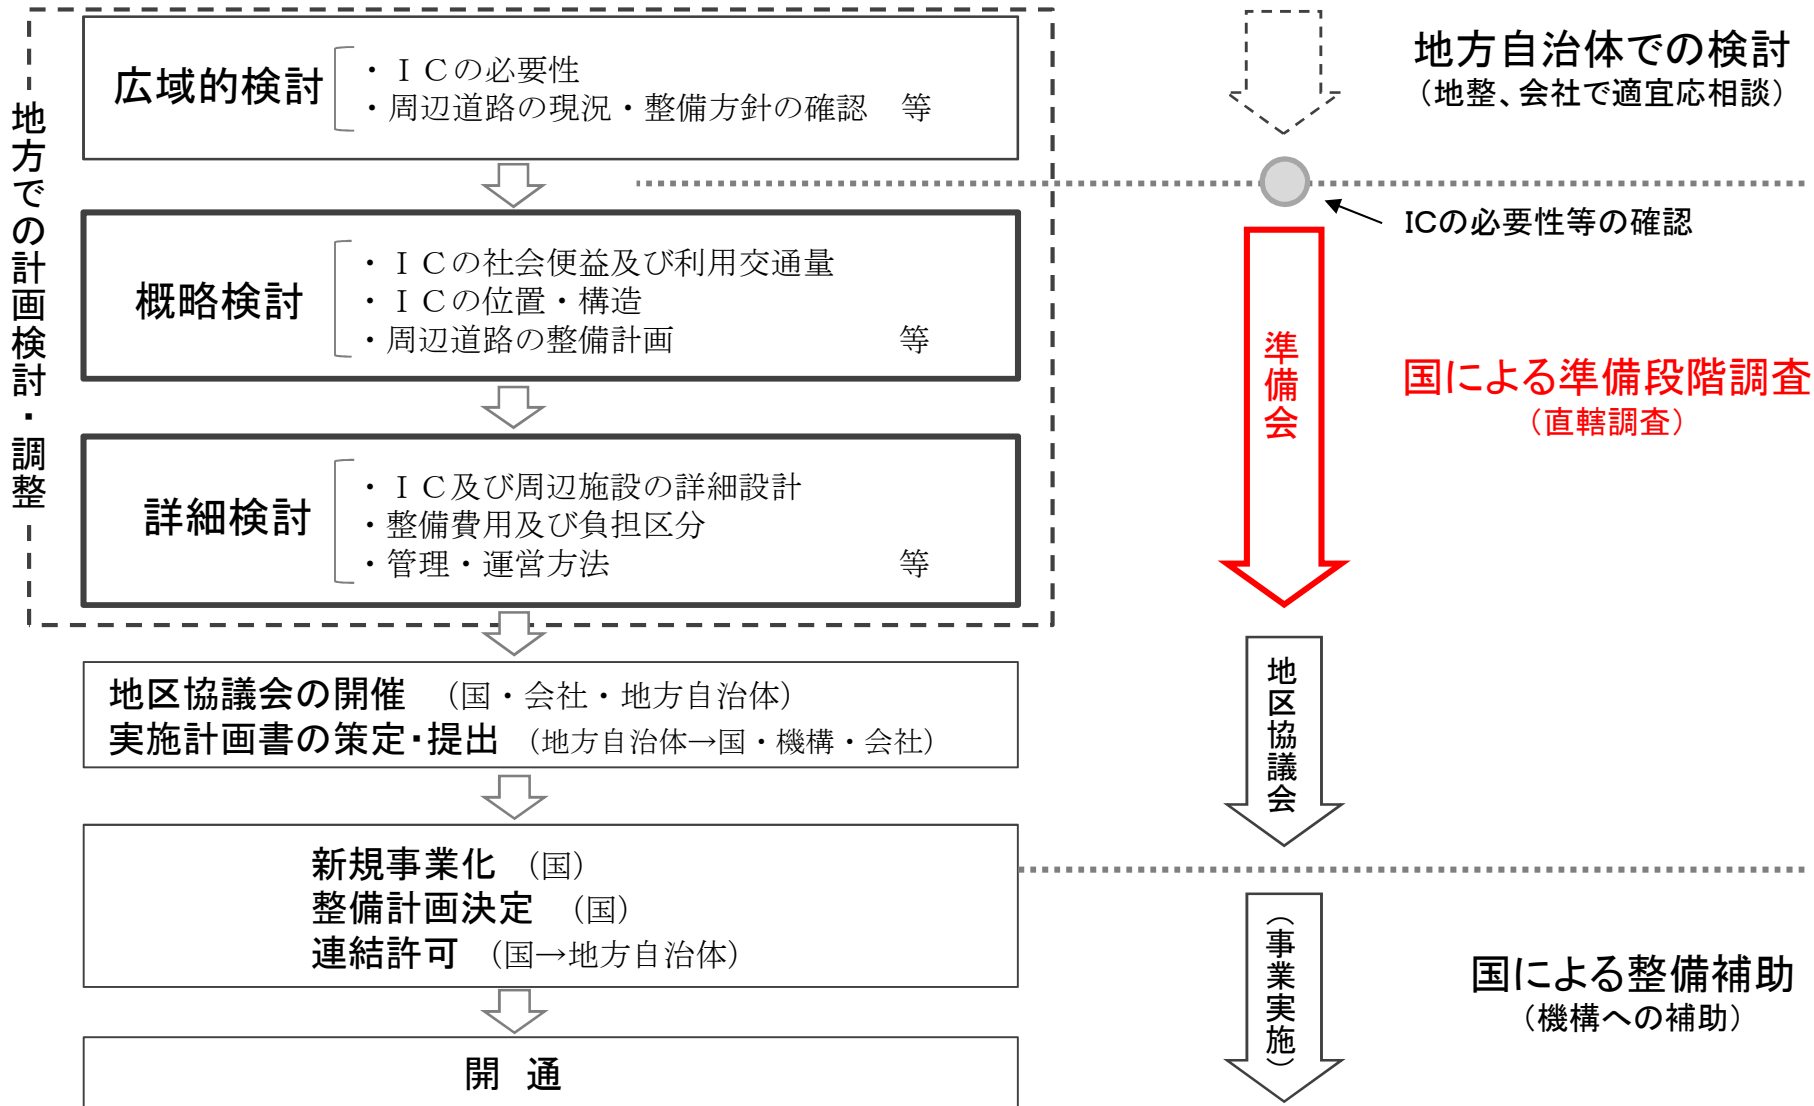 地方での計画検討・調整
広域的検討
・ＩＣの必要性
・周辺道路の現況・整備方針の確認　等
概略検討
・ＩＣの社会便益及び利用交通量
・ＩＣの位置・構造
・周辺道路の整備計画　等
詳細検討
・ＩＣ及び周辺施設の詳細設計
・整備費用及び負担区分
・管理・運営方法　等
地区協議会の開催 （国・会社・地方自治体）
実施計画書の策定・提出 （地方自治体→国・機構・会社）
新規事業化 （国）
整備計画決定 （国）
連結許可 （国→地方自治体）
開 通
地方自治体での検討
（地整、会社で適宜応相談）
ICの必要性等の確認
準備会
国による準備段階調査
（直轄調査）
地区協議会
（事業実施）
国による整備補助
（機構への補助）